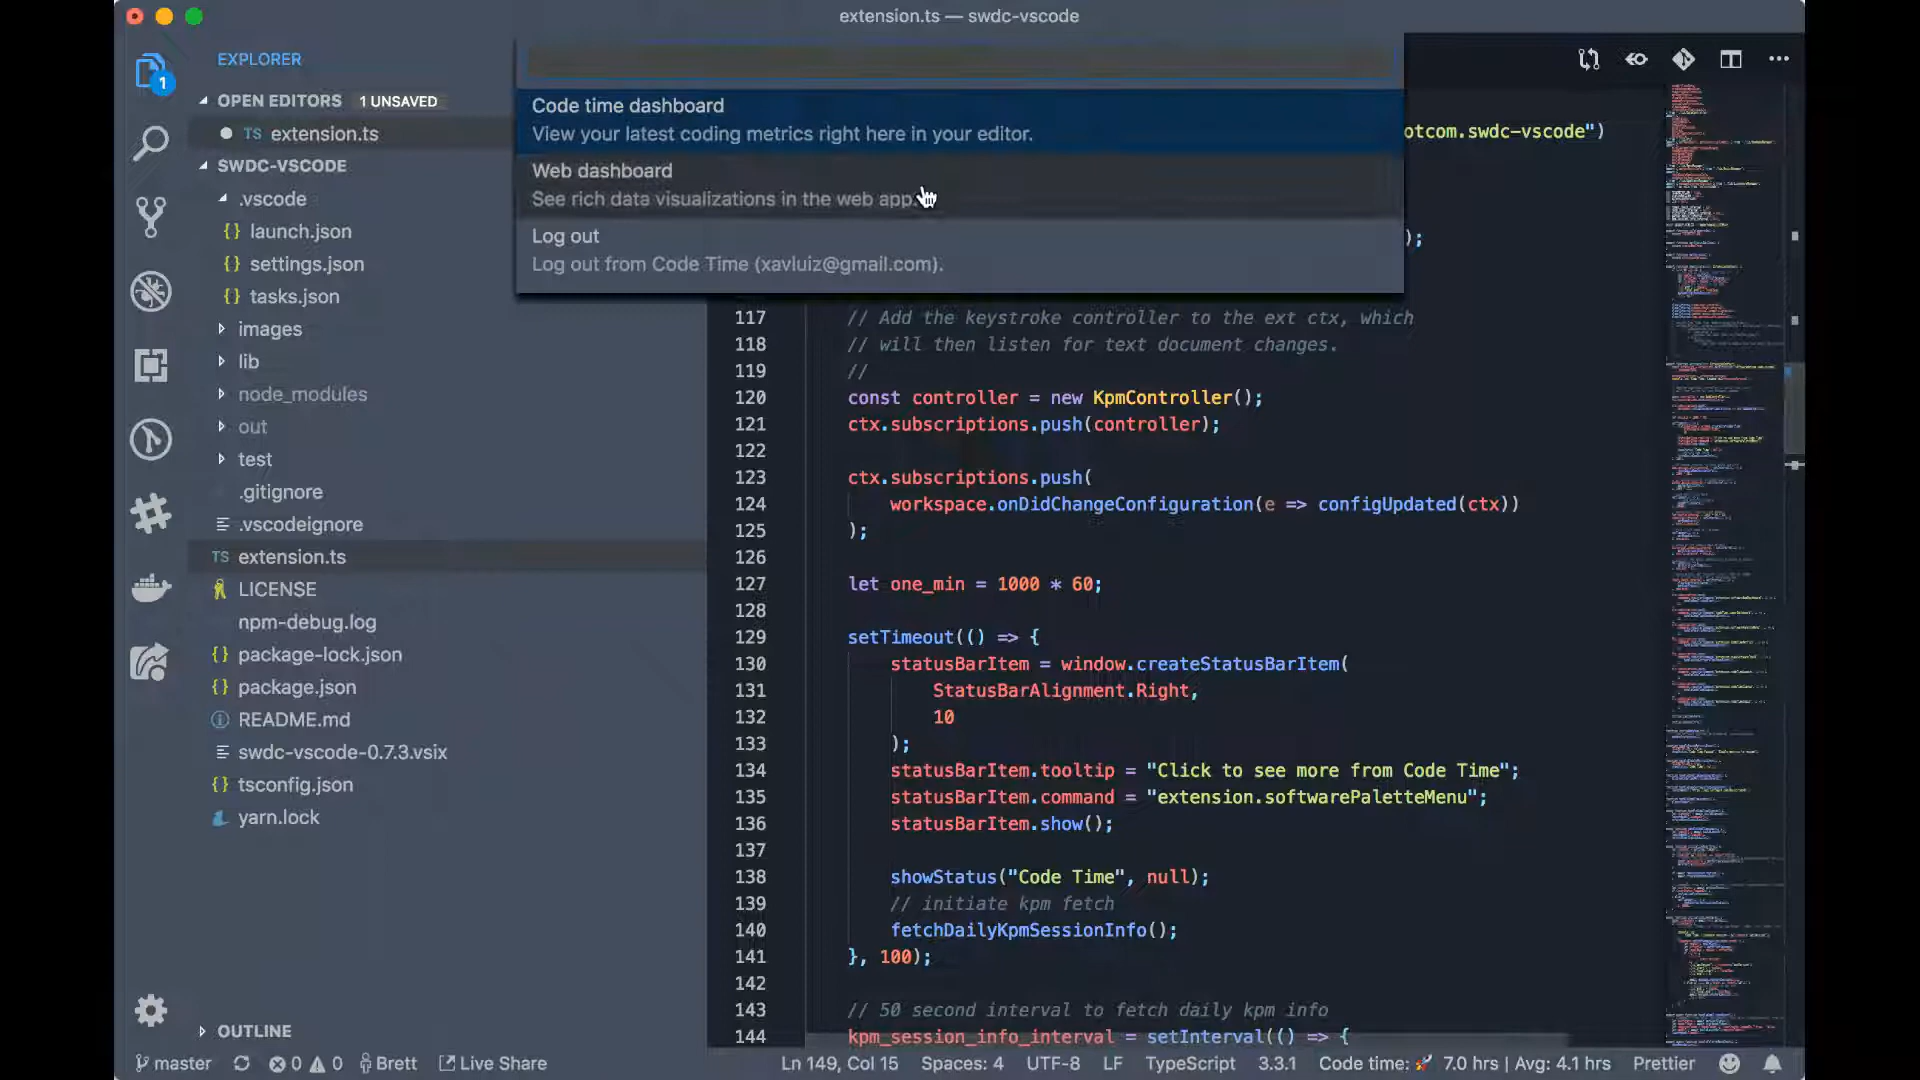 extension.ts — swdc-vscode
EXPLORER
OPEN EDITORS 1 UNSAVED
TS extension.ts
SWDC-VSCODE
.vscode
{} launch.json
{} settings.json
{} tasks.json
images
lib
node_modules
out
test
.gitignore
.vscodeignore
TS extension.ts
LICENSE
npm-debug.log
{} package-lock.json
{} package.json
README.md
swdc-vscode-0.7.3.vsix
{} tsconfig.json
yarn.lock
OUTLINE
1
Code time dashboard
View your latest coding metrics right here in your editor.
Web dashboard
See rich data visualizations in the web app.
Log out
Log out from Code Time (xavluiz@gmail.com).
otcom.swdc-vscode")
);
117 // Add the keystroke controller to the ext ctx, which
118 // will then listen for text document changes.
119 //
120 const controller = new KpmController();
121 ctx.subscriptions.push(controller);
122
123 ctx.subscriptions.push(
124 workspace.onDidChangeConfiguration(e => configUpdated(ctx))
125 );
126
127 let one_min = 1000 * 60;
128
129 setTimeout(() => {
130 statusBarItem = window.createStatusBarItem(
131 StatusBarAlignment.Right,
132 10
133 );
134 statusBarItem.tooltip = "Click to see more from Code Time";
135 statusBarItem.command = "extension.softwarePaletteMenu";
136 statusBarItem.show();
137
138 showStatus("Code Time", null);
139 // initiate kpm fetch
140 fetchDailyKpmSessionInfo();
141 }, 100);
142
143 // 50 second interval to fetch daily kpm info
144 kpm_session_info_interval = setInterval(() => {
master 0 0 Brett Live Share Ln 149, Col 15 Spaces: 4 UTF-8 LF TypeScript 3.3.1 Code time: 🚀 7.0 hrs | Avg: 4.1 hrs Prettier